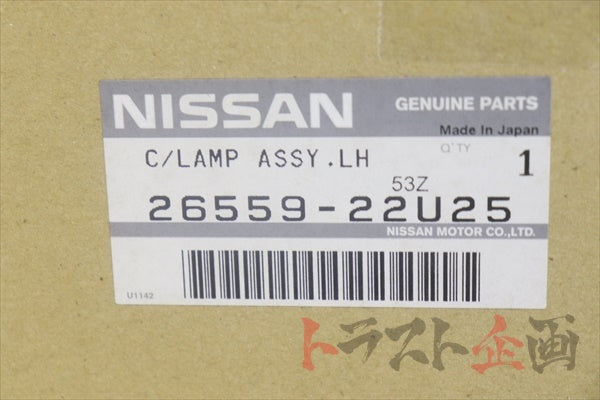 NISSAN
GENUINE PARTS
Made In Japan
C/LAMP ASSY.LH
Q'TY
1
53Z
26559-22U25
NISSAN MOTOR CO.,LTD.
U1142
トラスト企画